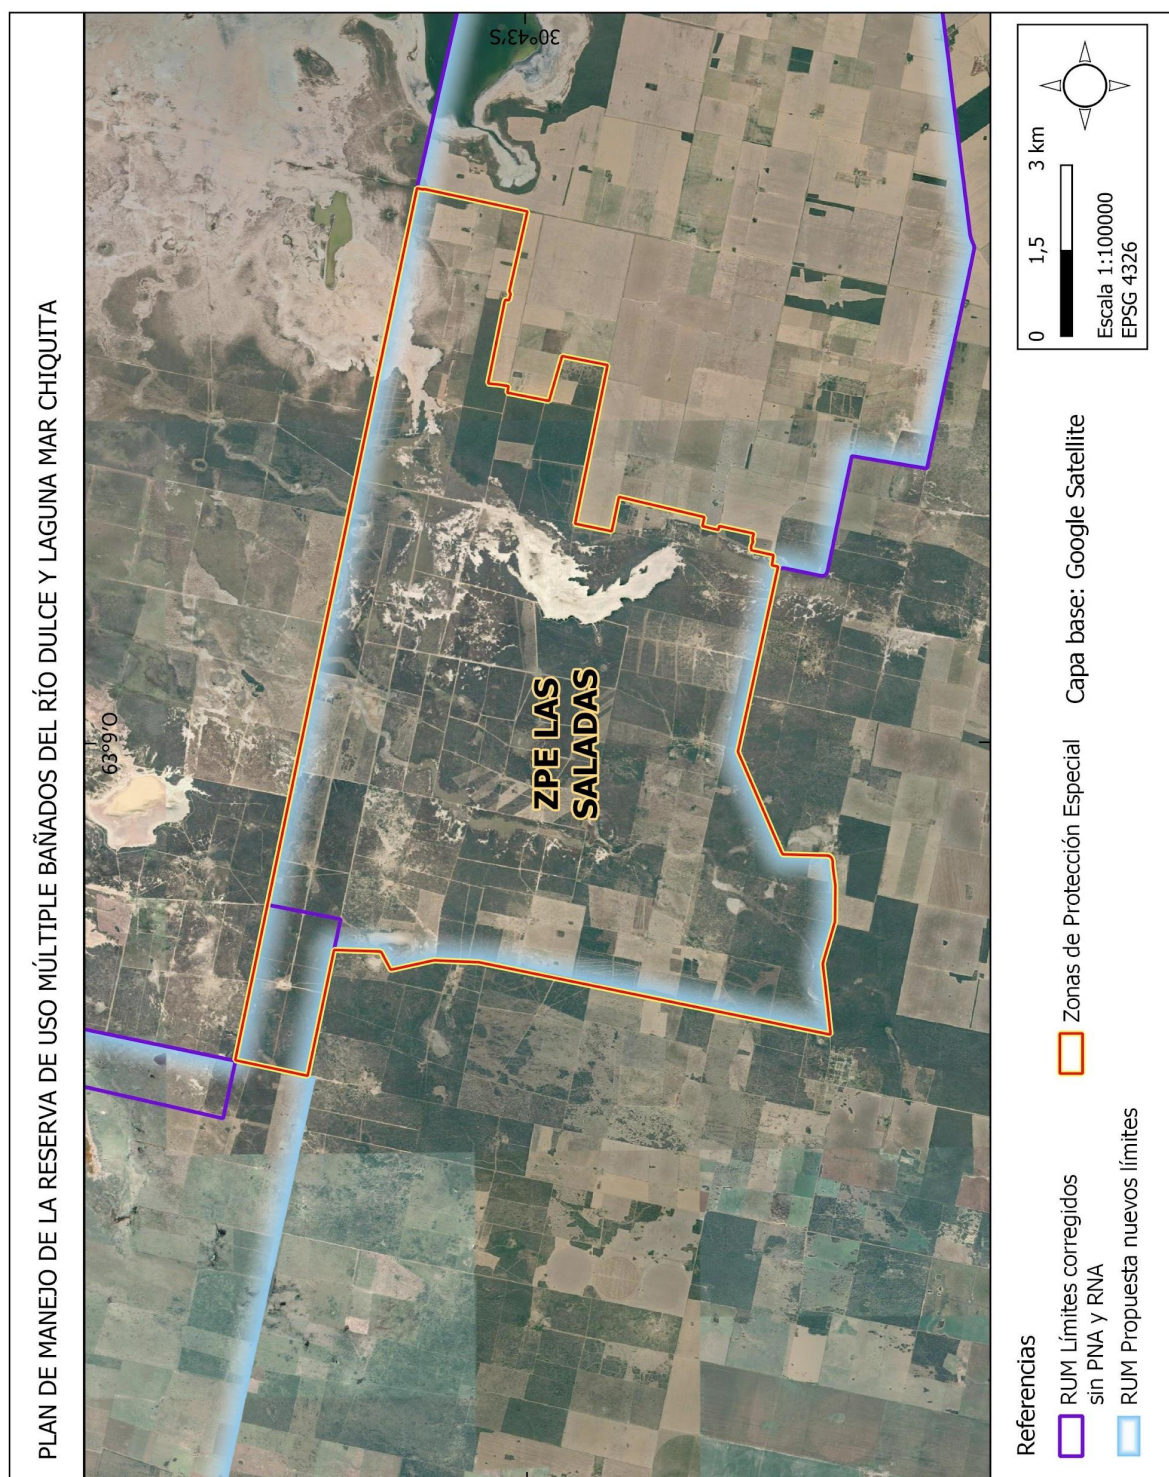 PLAN DE MANEJO DE LA RESERVA DE USO MÚLTIPLE BAÑADOS DEL RÍO DULCE Y LAGUNA MAR CHIQUITA
63°9'O
30°43'S
ZPE LAS
SALADAS
Referencias
RUM Límites corregidos
sin PNA y RNA
RUM Propuesta nuevos límites
Zonas de Protección Especial
Capa base: Google Satellite
0 1,5 3 km
Escala 1:100000
EPSG 4326